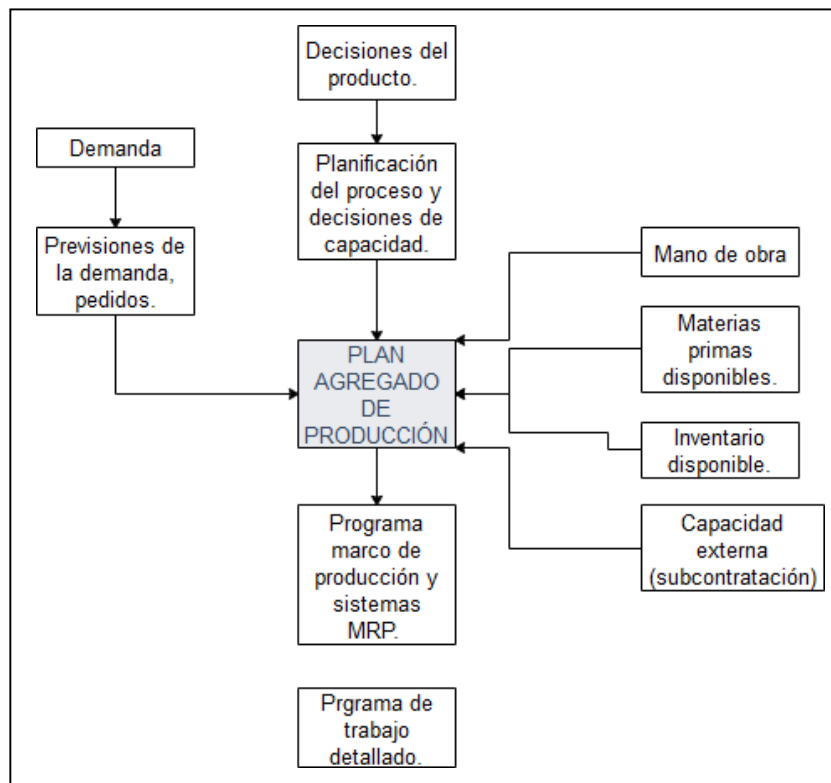 Decisiones del
producto.
Demanda
Planificación
del proceso y
decisiones de
capacidad.
Previsiones de
la demanda,
pedidos.
Mano de obra
Materias
primas
disponibles.
PLAN
AGREGADO
DE
PRODUCCIÓN
Inventario
disponible.
Programa
marco de
producción y
sistemas
MRP.
Capacidad
externa
(subcontratación)
Prgrama de
trabajo
detallado.